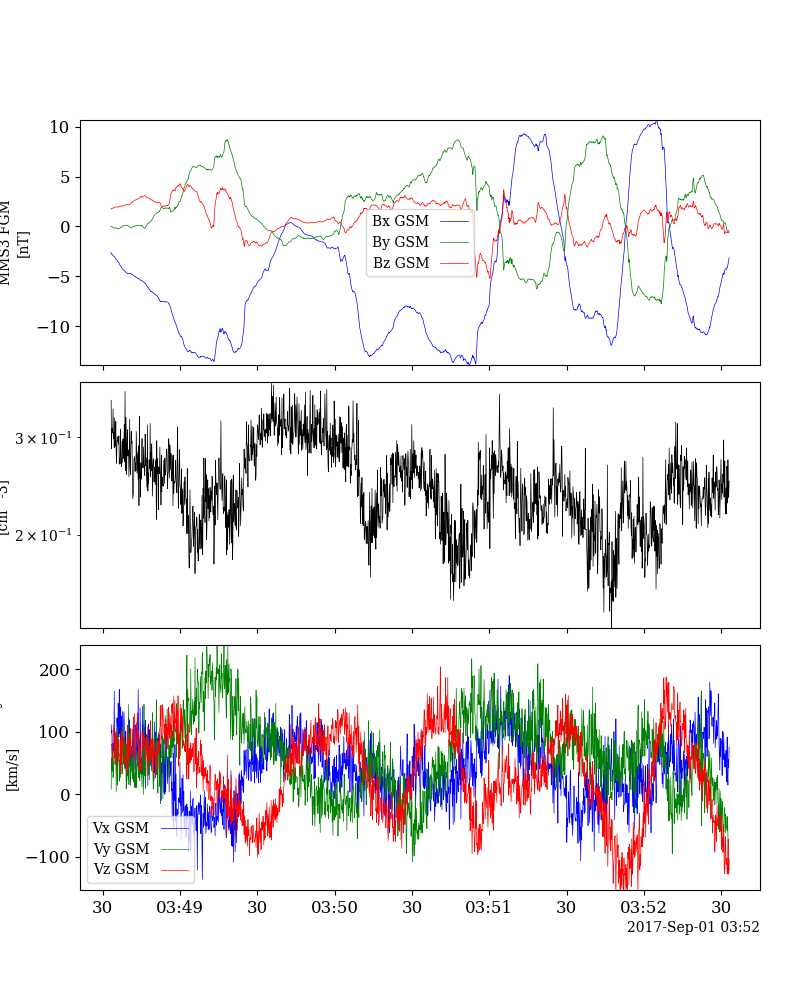 10
5
0
−5
−10
MMS3 FGM
[nT]
Bx GSM
By GSM
Bz GSM
3 × 10⁻¹
2 × 10⁻¹
200
100
0
−100
[km/s]
Vx GSM
Vy GSM
Vz GSM
30 03:49 30 03:50 30 03:51 30 03:52 30
2017-Sep-01 03:52